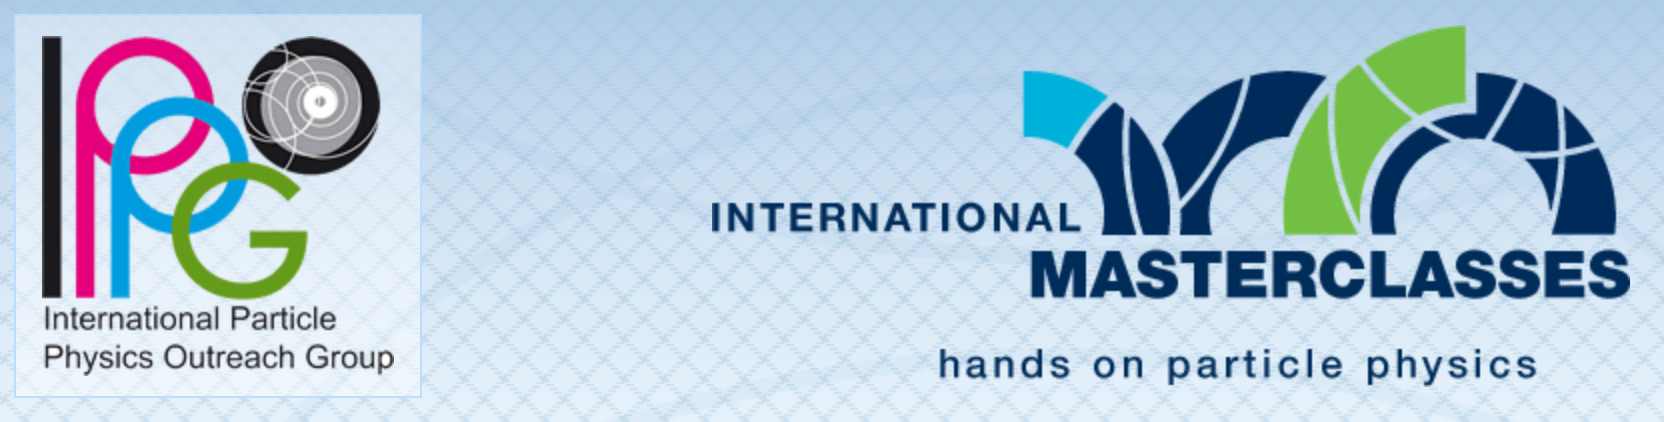 IPPOG
International Particle
Physics Outreach Group
INTERNATIONAL
MASTERCLASSES
hands on particle physics